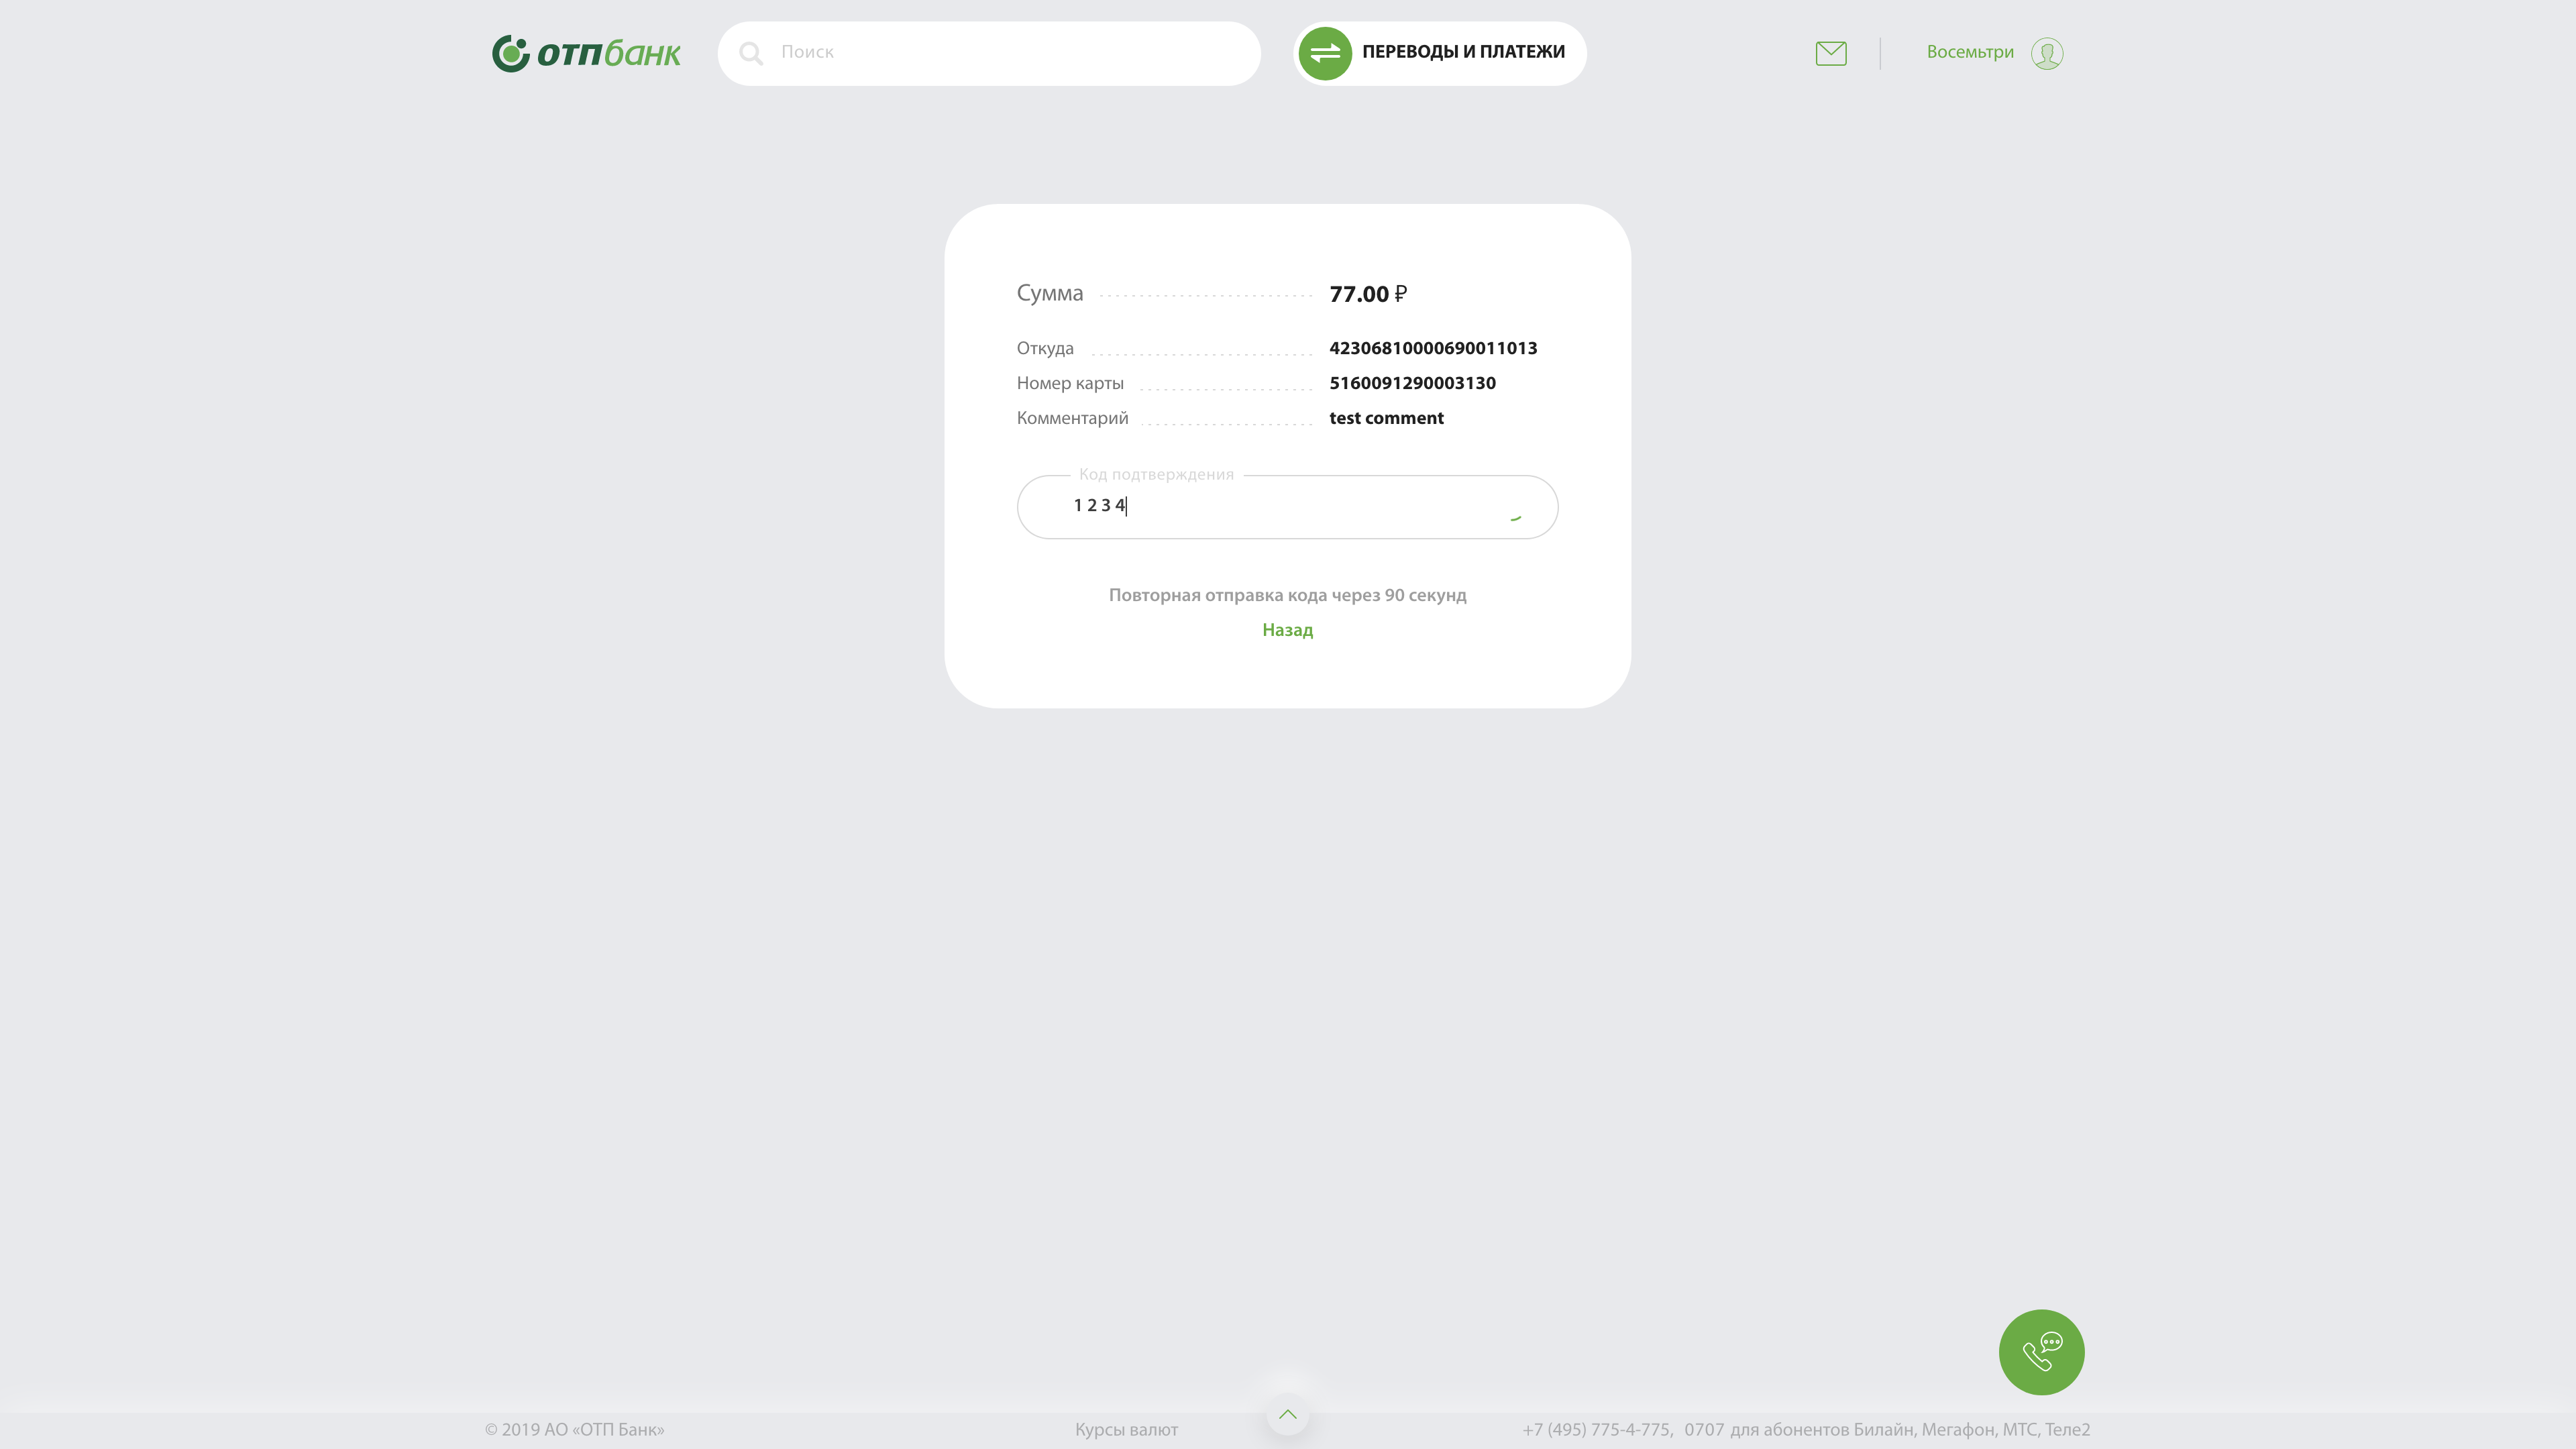 отпбанк
Поиск
ПЕРЕВОДЫ И ПЛАТЕЖИ
Восемьтри
Сумма 77.00 ₽
Откуда 42306810000690011013
Номер карты 5160091290003130
Комментарий test comment
Код подтверждения
1 2 3 4
Повторная отправка кода через 90 секунд
Назад
© 2019 АО «ОТП Банк» Курсы валют +7 (495) 775-4-775, 0707 для абонентов Билайн, Мегафон, МТС, Теле2